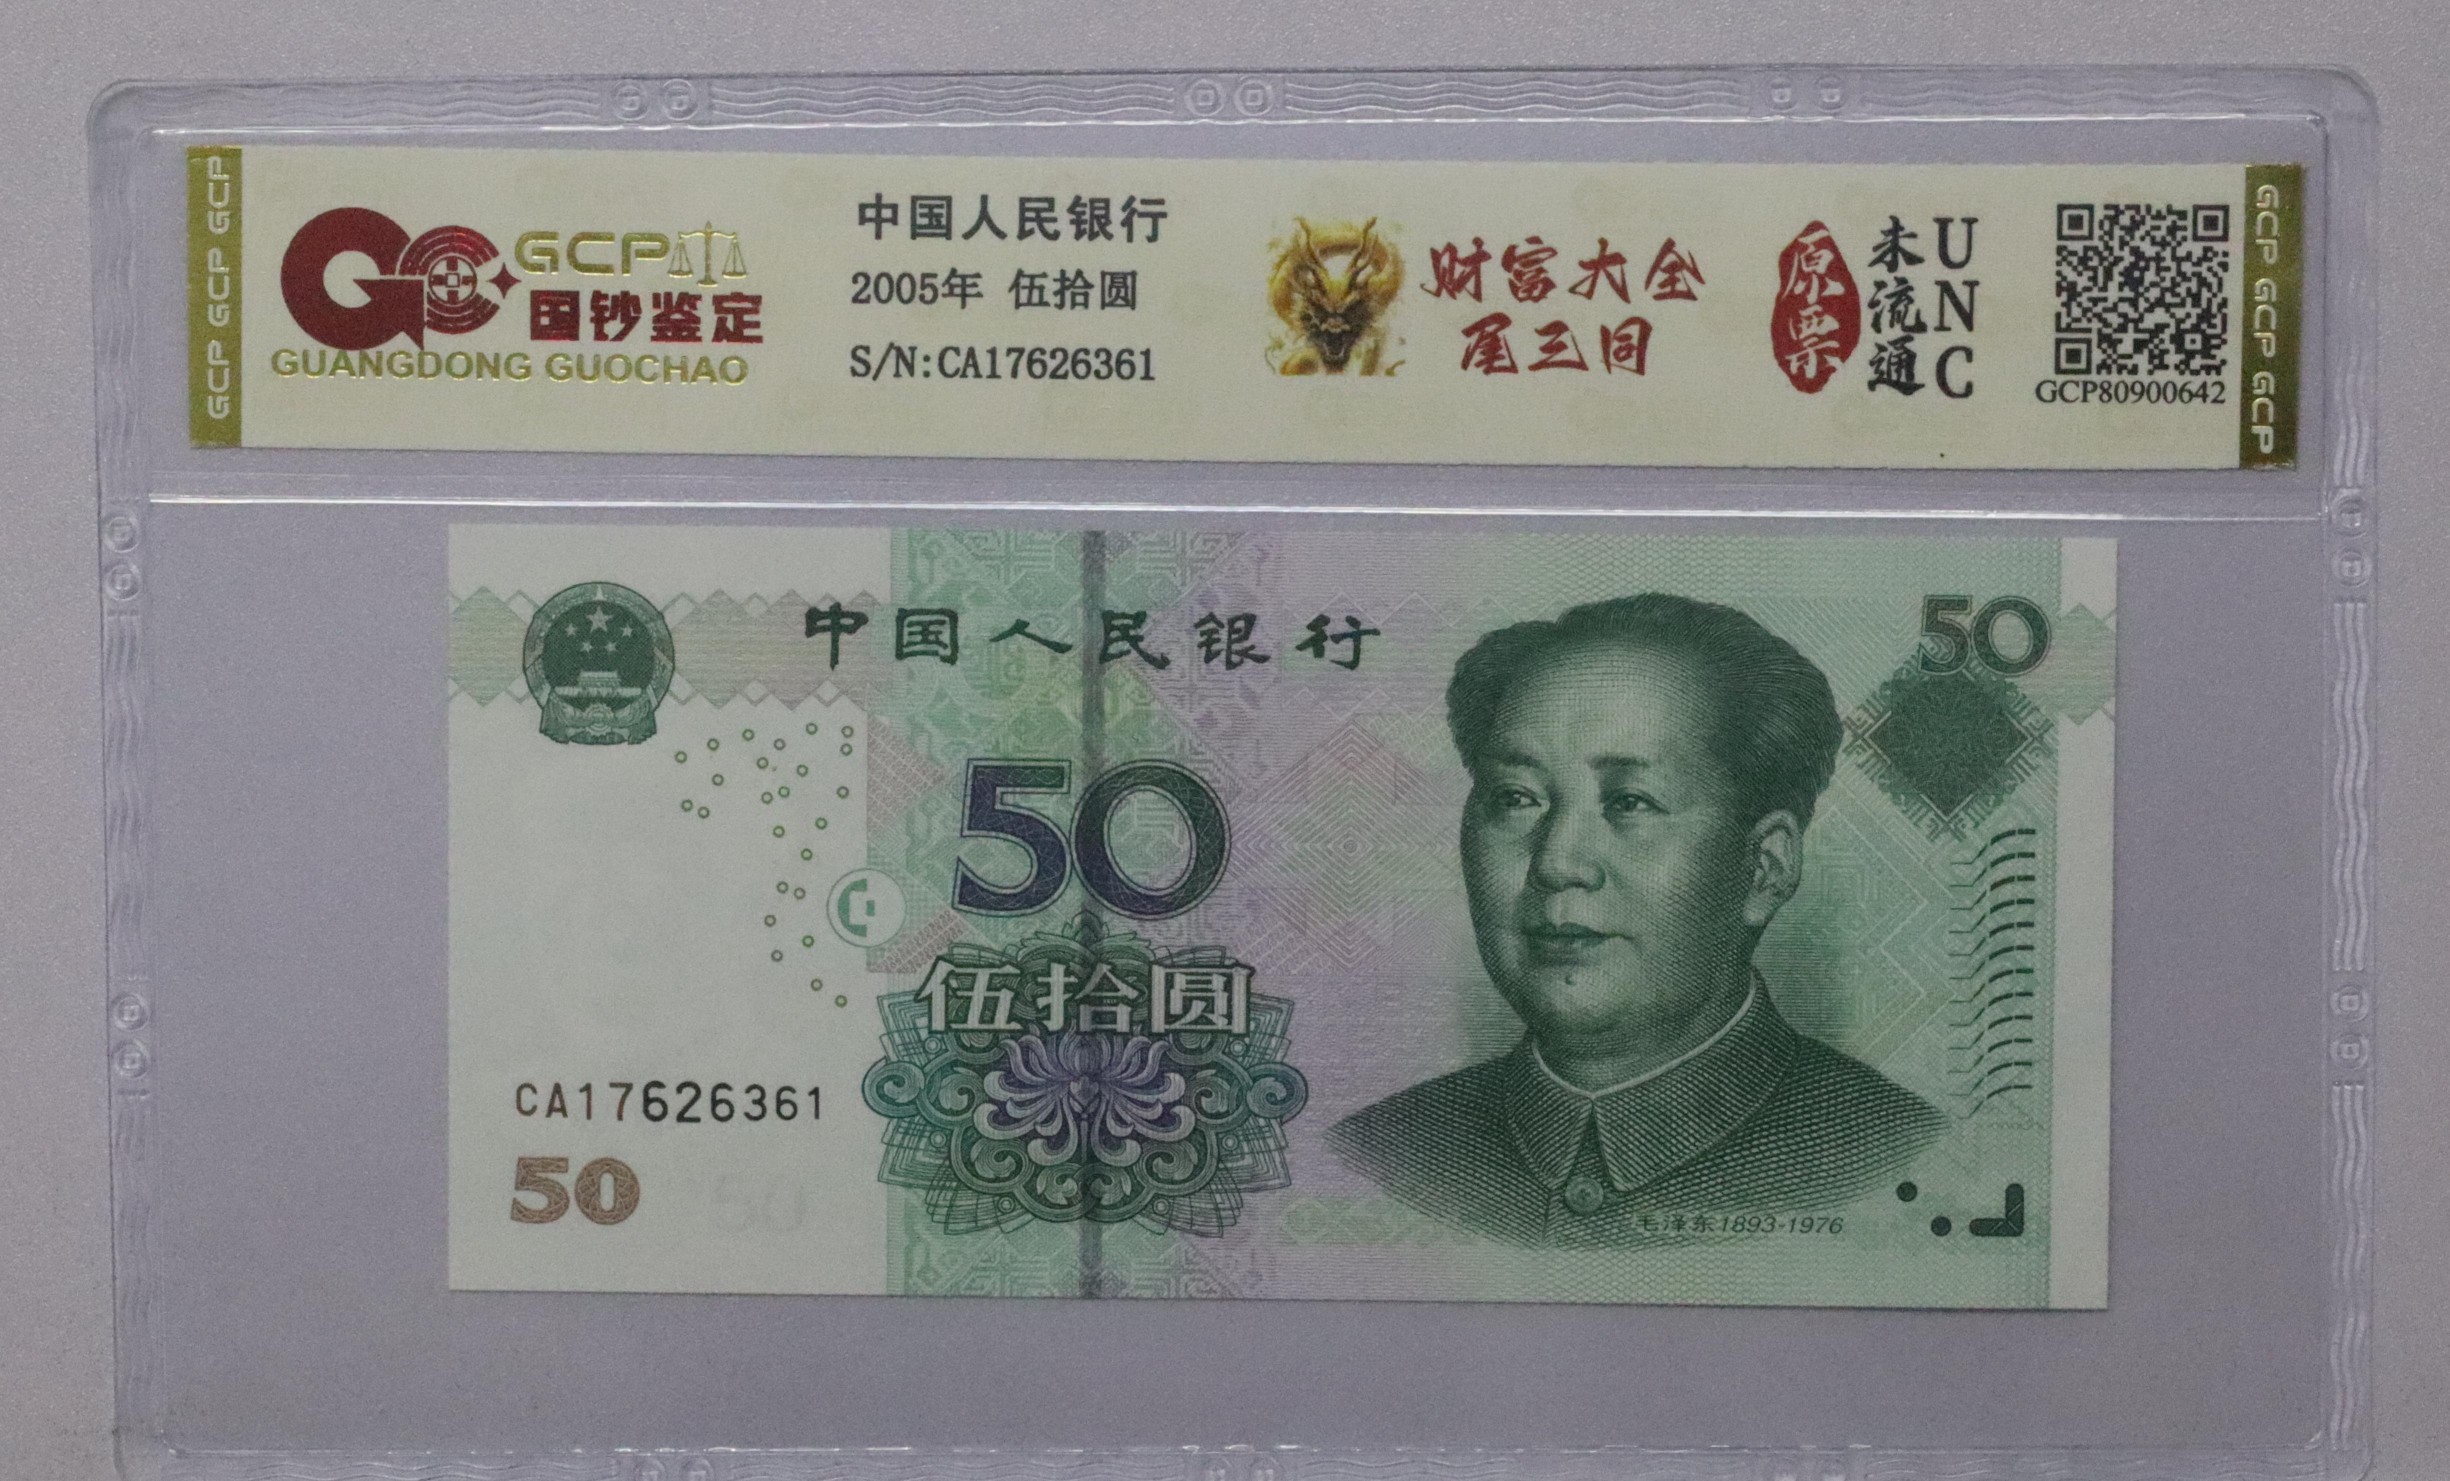 GCP GCP GCP
GCP
国钞鉴定
GUANGDONG GUOCHAO
中国人民银行
2005年 伍拾圆
S/N:CA17626361
财富大全
尾三同
原票
未流通
UNC
GCP80900642
GCP GCP GCP
中国人民银行
50
50
伍拾圆
CA17626361
50
50
毛泽东1893-1976